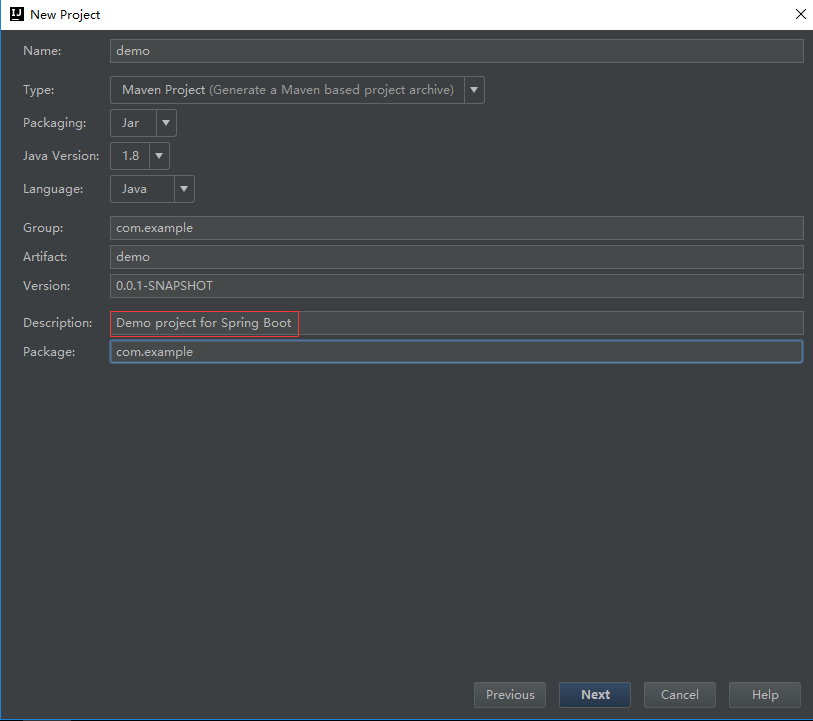 New Project
Name: demo
Type: Maven Project (Generate a Maven based project archive)
Packaging: Jar
Java Version: 1.8
Language: Java
Group: com.example
Artifact: demo
Version: 0.0.1-SNAPSHOT
Description: Demo project for Spring Boot
Package: com.example
Previous Next Cancel Help